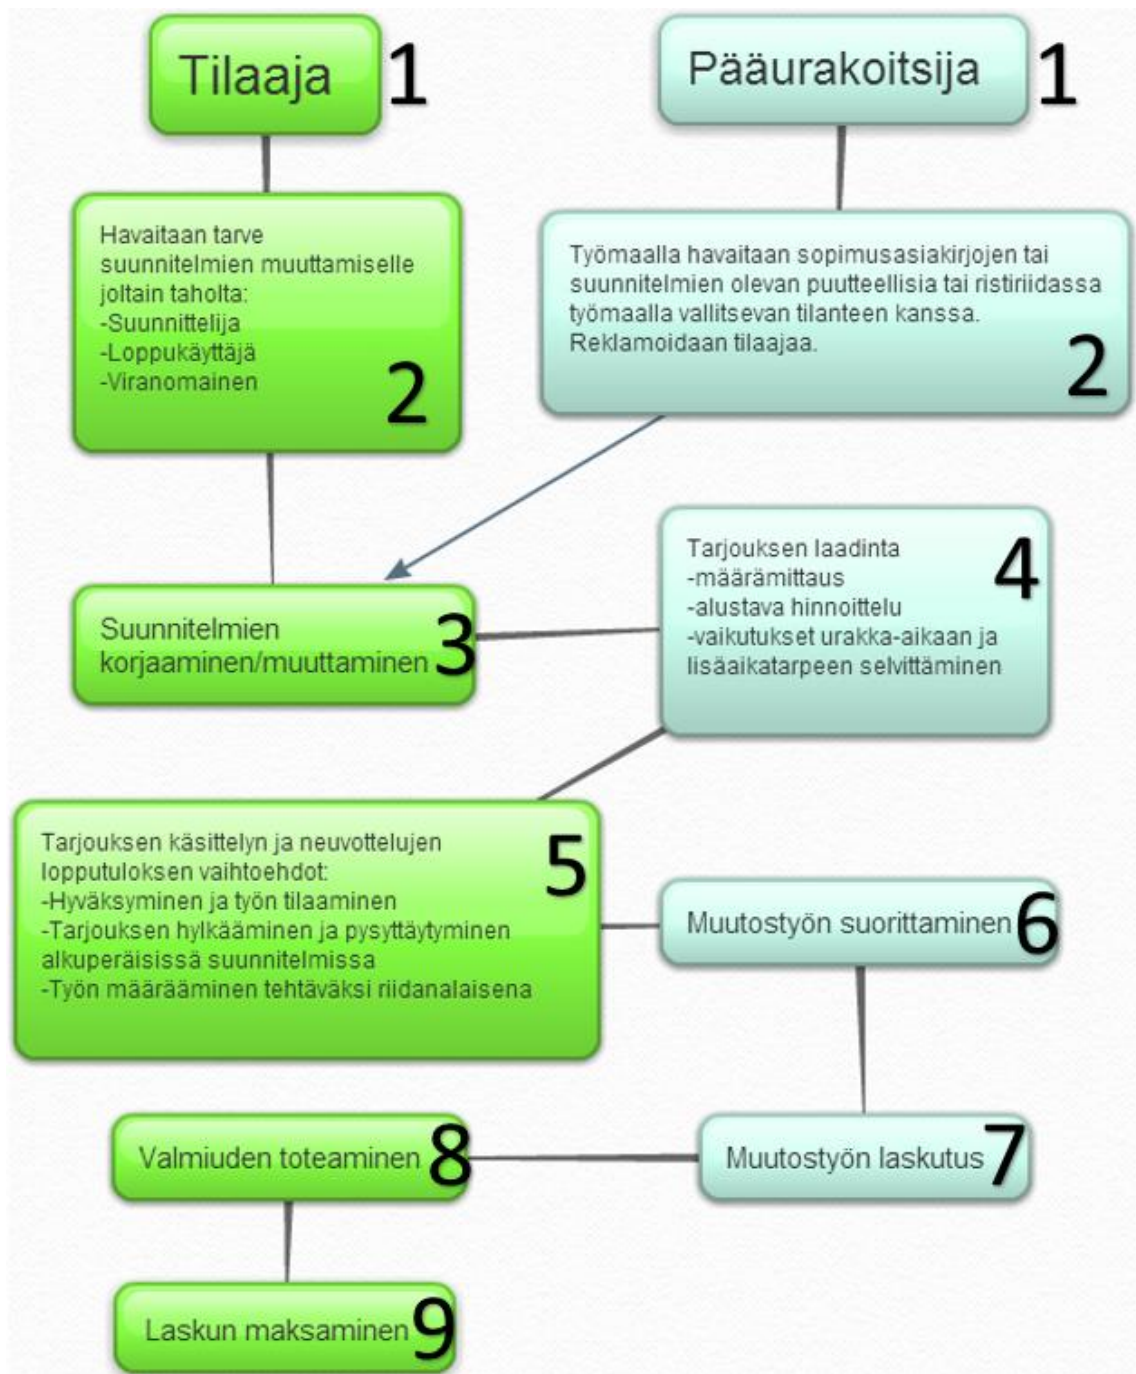 Tilaaja 1
Pääurakoitsija 1
Havaitaan tarve
suunnitelmien muuttamiselle
joltain taholta:
-Suunnittelija
-Loppukäyttäjä
-Viranomainen
2
Työmaalla havaitaan sopimusasiakirjojen tai
suunnitelmien olevan puutteellisia tai ristiriidassa
työmaalla vallitsevan tilanteen kanssa.
Reklamoidaan tilaajaa.
2
Suunnitelmien
korjaaminen/muuttaminen 3
Tarjouksen laadinta
-määrämittaus
-alustava hinnoittelu
-vaikutukset urakka-aikaan ja
lisäaikatarpeen selvittäminen
4
Tarjouksen käsittelyn ja neuvottelujen
lopputuloksen vaihtoehdot:
-Hyväksyminen ja työn tilaaminen
-Tarjouksen hylkääminen ja pysyttäytyminen
alkuperäisissä suunnitelmissa
-Työn määrääminen tehtäväksi riidanalaisena
5
Muutostyön suorittaminen 6
Muutostyön laskutus 7
Valmiuden toteaminen 8
Laskun maksaminen 9